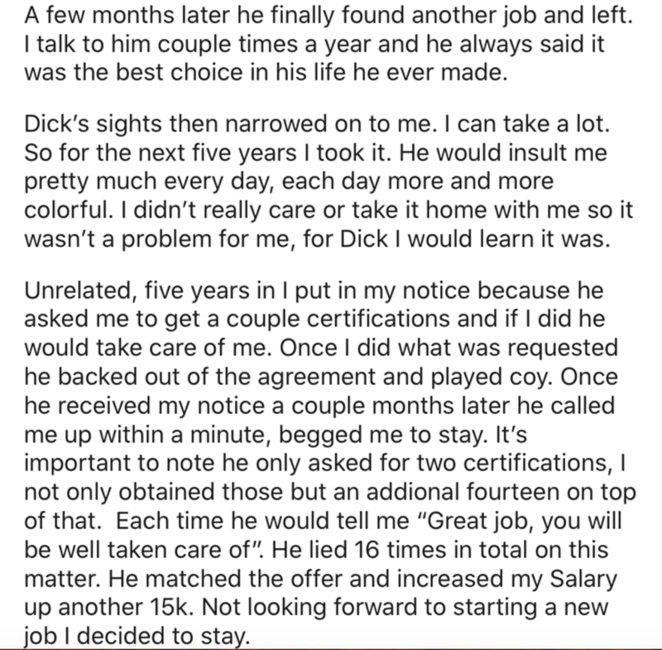 A few months later he finally found another job and left.
I talk to him couple times a year and he always said it
was the best choice in his life he ever made.
Dick’s sights then narrowed on to me. I can take a lot.
So for the next five years I took it. He would insult me
pretty much every day, each day more and more
colorful. I didn’t really care or take it home with me so it
wasn’t a problem for me, for Dick I would learn it was.
Unrelated, five years in I put in my notice because he
asked me to get a couple certifications and if I did he
would take care of me. Once I did what was requested
he backed out of the agreement and played coy. Once
he received my notice a couple months later he called
me up within a minute, begged me to stay. It’s
important to note he only asked for two certifications, I
not only obtained those but an addional fourteen on top
of that.  Each time he would tell me “Great job, you will
be well taken care of”. He lied 16 times in total on this
matter. He matched the offer and increased my Salary
up another 15k. Not looking forward to starting a new
job I decided to stay.